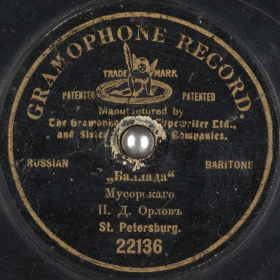 GRAMOPHONE RECORD.
TRADE MARK
PATENTED PATENTED
Manufactured by
The Gramophone Typewriter Ltd.,
and Sister Companies.
RUSSIAN BARITONE
„Баллада“
Мусорскаго
П. Д. Орловъ
St. Petersburg.
22136